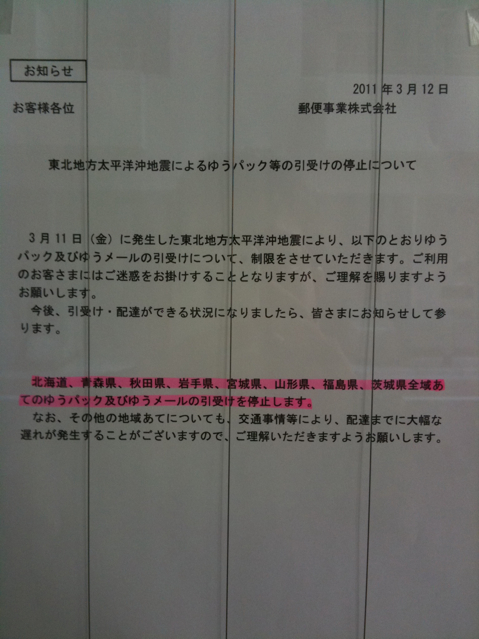 お知らせ
2011年3月12日
お客様各位
郵便事業株式会社
東北地方太平洋沖地震によるゆうパック等の引受けの停止について
3月11日（金）に発生した東北地方太平洋沖地震により、以下のとおりゆう
パック及びゆうメールの引受けについて、制限をさせていただきます。ご利用
のお客さまにはご迷惑をお掛けすることとなりますが、ご理解を賜りますよう
お願いします。
今後、引受け・配達ができる状況になりましたら、皆さまにお知らせして参
ります。
北海道、青森県、秋田県、岩手県、宮城県、山形県、福島県、茨城県全域あ
てのゆうパック及びゆうメールの引受けを停止します。
なお、その他の地域あてについても、交通事情等により、配達までに大幅な
遅れが発生することがございますので、ご理解いただきますようお願いします。